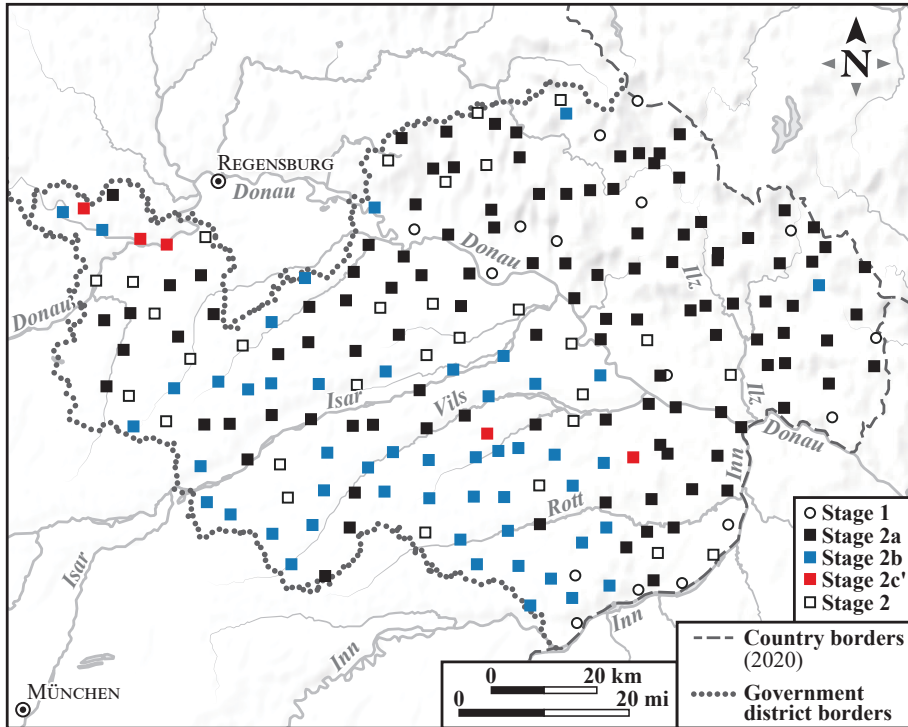 N
REGENSBURG
Donau
Donau
Donau
Ilz
Isar
Vils
Ilz
Donau
Inn
Rott
Isar
Inn
Inn
MÜNCHEN
Stage 1
Stage 2a
Stage 2b
Stage 2c'
Stage 2
Country borders
(2020)
Government
district borders
0 20 km
0 20 mi